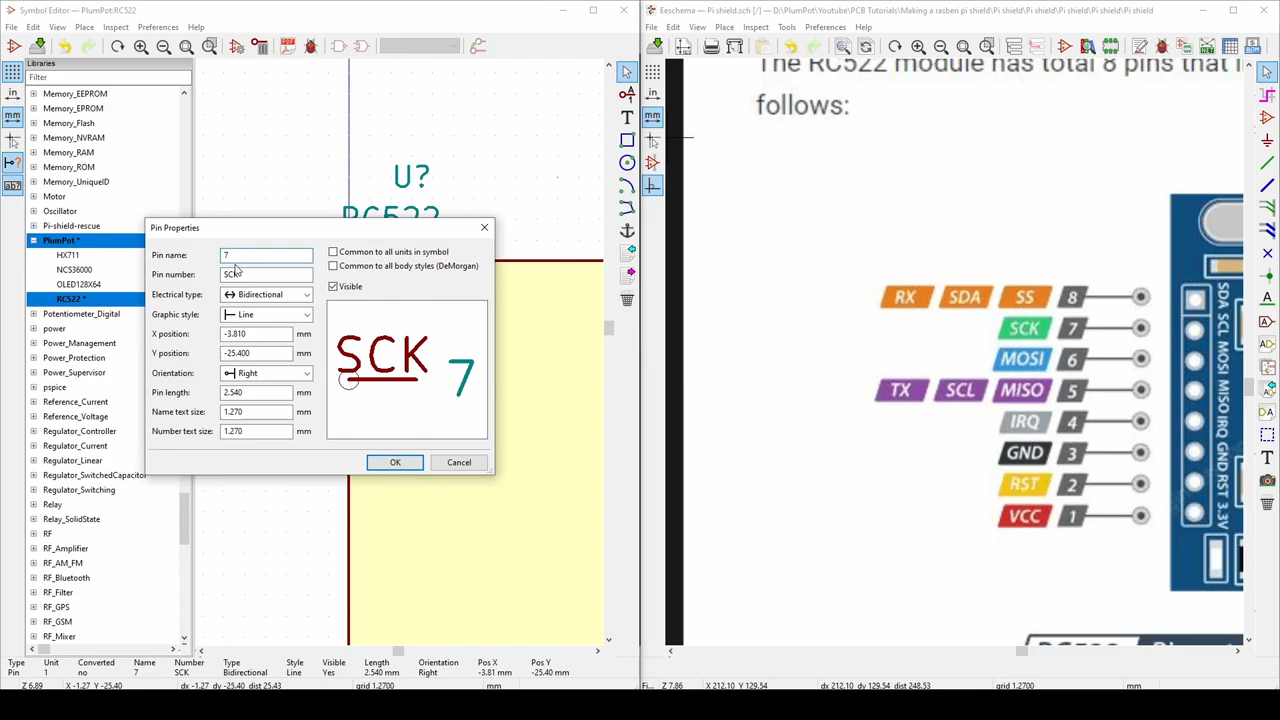 Symbol Editor - PlumPot:RC522
File Edit View Place Inspect Preferences Help
Libraries
Filter
Memory_EEPROM
Memory_EPROM
Memory_Flash
Memory_NVRAM
Memory_RAM
Memory_ROM
Memory_UniqueID
Motor
Oscillator
Pi-shield-rescue
PlumPot *
HX711
NCS36000
OLED128X64
RC522 *
Potentiometer_Digital
power
Power_Management
Power_Protection
Power_Supervisor
pspice
Reference_Current
Reference_Voltage
Regulator_Controller
Regulator_Current
Regulator_Linear
Regulator_SwitchedCapacitor
Regulator_Switching
Relay
Relay_SolidState
RF
RF_Amplifier
RF_AM_FM
RF_Bluetooth
RF_Filter
RF_GPS
RF_GSM
RF_Mixer
U?
RC522
Pin Properties
Pin name: 7
Pin number: SCK
Electrical type: Bidirectional
Graphic style: Line
X position: -3.810 mm
Y position: -25.400 mm
Orientation: Right
Pin length: 2.540 mm
Name text size: 1.270 mm
Number text size: 1.270 mm
Common to all units in symbol
Common to all body styles (DeMorgan)
Visible
SCK 7
OK Cancel
Type Unit Converted Name Number Type Style Visible Length Orientation Pos X Pos Y
Pin 1 no 7 SCK Bidirectional Line Yes 2.540 mm Right -3.81 mm -25.40 mm
Z 6.89 X -1.27 Y -25.40 dx -1.27 dy -25.40 dist 25.43 grid 1.2700 mm
Eeschema — Pi shield.sch [/] — D:\PlumPot\Youtube\PCB Tutorials\Making a rasberi pi shield\Pi shield\Pi shield\Pi shield\Pi shield
File Edit View Place Inspect Tools Preferences Help
in
mm
The RC522 module has total 8 pins that i
follows:
RX SDA SS 8
SCK 7
MOSI 6
TX SCL MISO 5
IRQ 4
GND 3
RST 2
VCC 1
SDA SCL MOSI MISO IRQ GND RST 3.3V
Z 7.86 X 212.10 Y 129.54 dx 212.10 dy 129.54 dist 248.53 grid 1.2700 mm